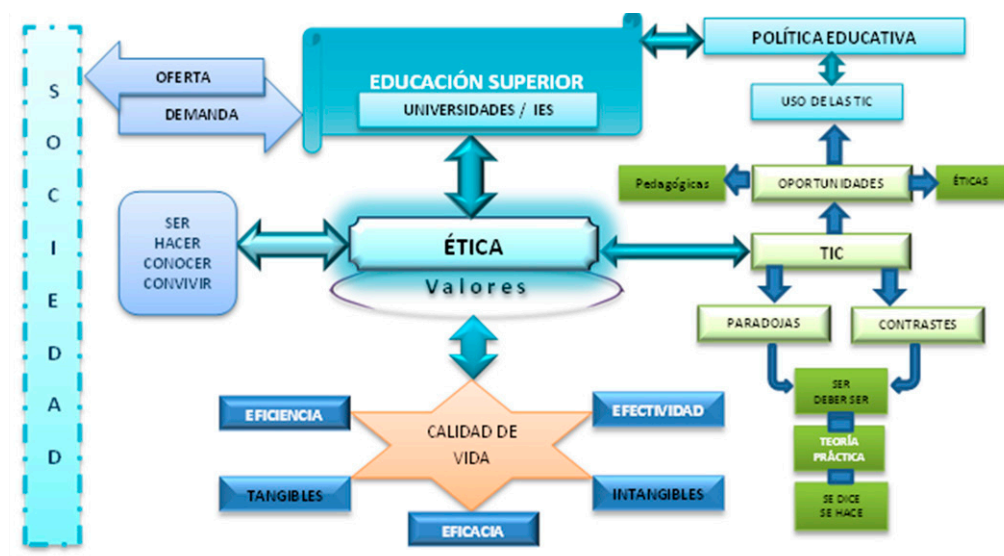 SOCIEDAD
OFERTA
DEMANDA
EDUCACIÓN SUPERIOR
UNIVERSIDADES / IES
POLÍTICA EDUCATIVA
USO DE LAS TIC
Pedagógicas
OPORTUNIDADES
ÉTICAS
SER
HACER
CONOCER
CONVIVIR
ÉTICA
Valores
TIC
PARADOJAS
CONTRASTES
SER
DEBER SER
TEORÍA
PRÁCTICA
SE DICE
SE HACE
EFICIENCIA
EFECTIVIDAD
CALIDAD DE
VIDA
TANGIBLES
INTANGIBLES
EFICACIA